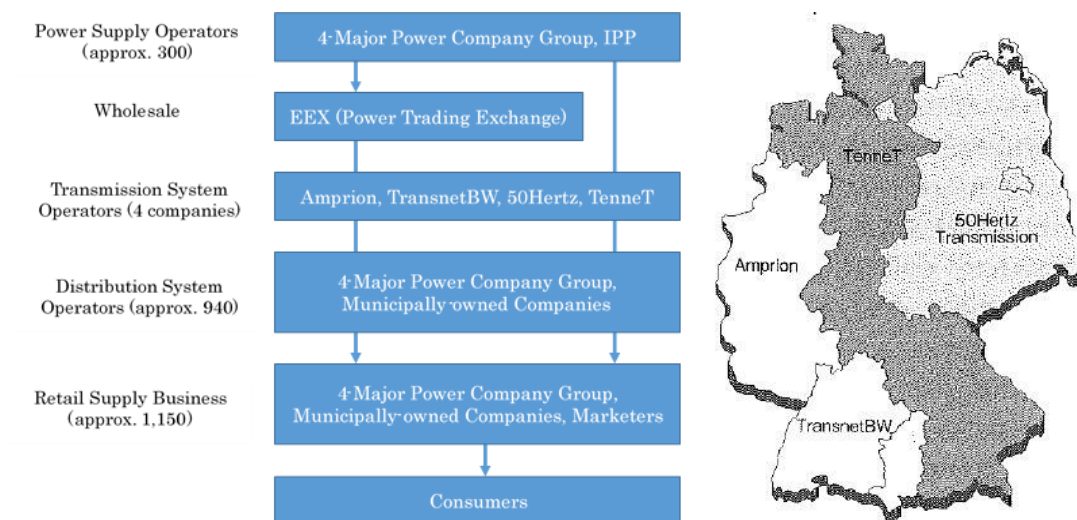 Power Supply Operators
(approx. 300)
4-Major Power Company Group, IPP
Wholesale
EEX (Power Trading Exchange)
Transmission System
Operators (4 companies)
Amprion, TransnetBW, 50Hertz, TenneT
Distribution System
Operators (approx. 940)
4-Major Power Company Group,
Municipally-owned Companies
Retail Supply Business
(approx. 1,150)
4-Major Power Company Group,
Municipally-owned Companies, Marketers
Consumers
TenneT
50Hertz
Transmission
Amprion
TransnetBW